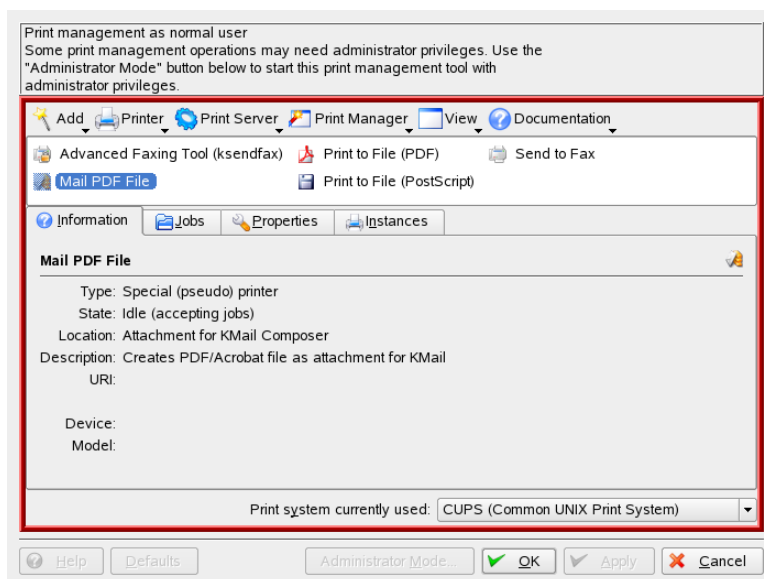 Print management as normal user
Some print management operations may need administrator privileges. Use the
"Administrator Mode" button below to start this print management tool with
administrator privileges.
Add Printer Print Server Print Manager View Documentation
Advanced Faxing Tool (ksendfax) Print to File (PDF) Send to Fax
Mail PDF File Print to File (PostScript)
Information Jobs Properties Instances
Mail PDF File
Type: Special (pseudo) printer
State: Idle (accepting jobs)
Location: Attachment for KMail Composer
Description: Creates PDF/Acrobat file as attachment for KMail
URI:
Device:
Model:
Print system currently used: CUPS (Common UNIX Print System)
Help Defaults Administrator Mode... OK Apply Cancel